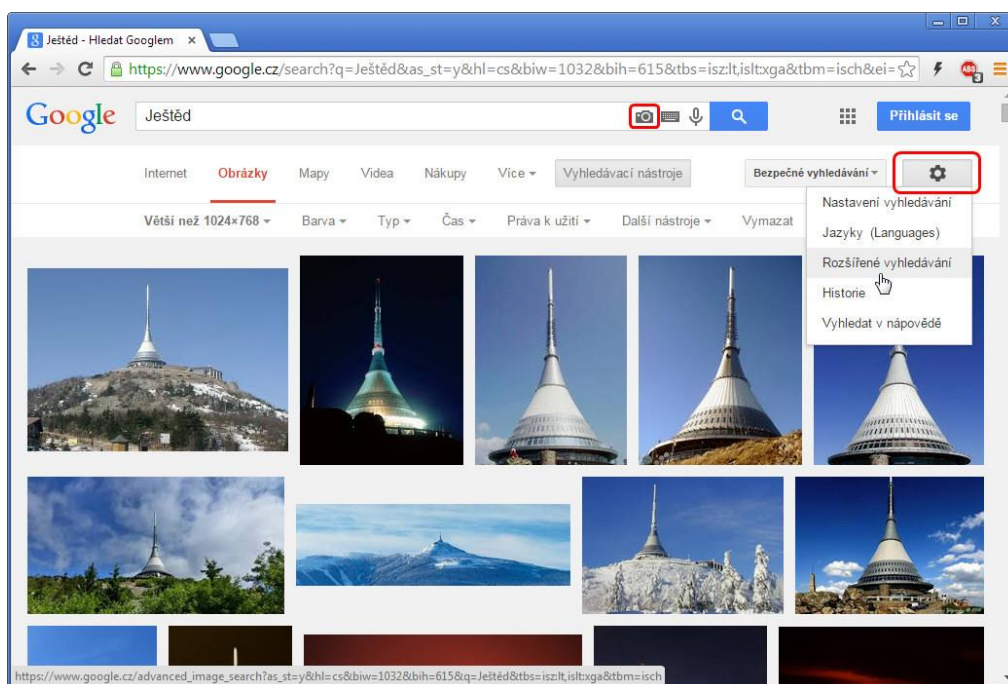 Ještěd - Hledat Googlem
https://www.google.cz/search?q=Ještěd&as_st=y&hl=cs&biw=1032&bih=615&tbs=isz:lt,islt:xga&tbm=isch&ei=
ABS
3
Google
Ještěd
Přihlásit se
Internet Obrázky Mapy Videa Nákupy Více Vyhledávací nástroje Bezpečné vyhledávání
Větší než 1024×768 Barva Typ Čas Práva k užití Další nástroje Vymazat
Nastavení vyhledávání
Jazyky (Languages)
Rozšířené vyhledávání
Historie
Vyhledat v nápovědě
https://www.google.cz/advanced_image_search?as_st=y&hl=cs&biw=1032&bih=615&q=Ještěd&tbs=isz:lt,islt:xga&tbm=isch